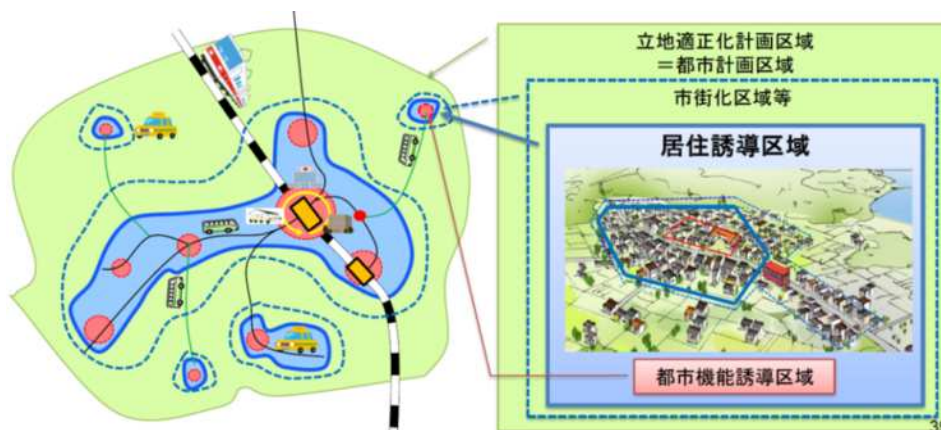 立地適正化計画区域
＝都市計画区域
市街化区域等
居住誘導区域
都市機能誘導区域